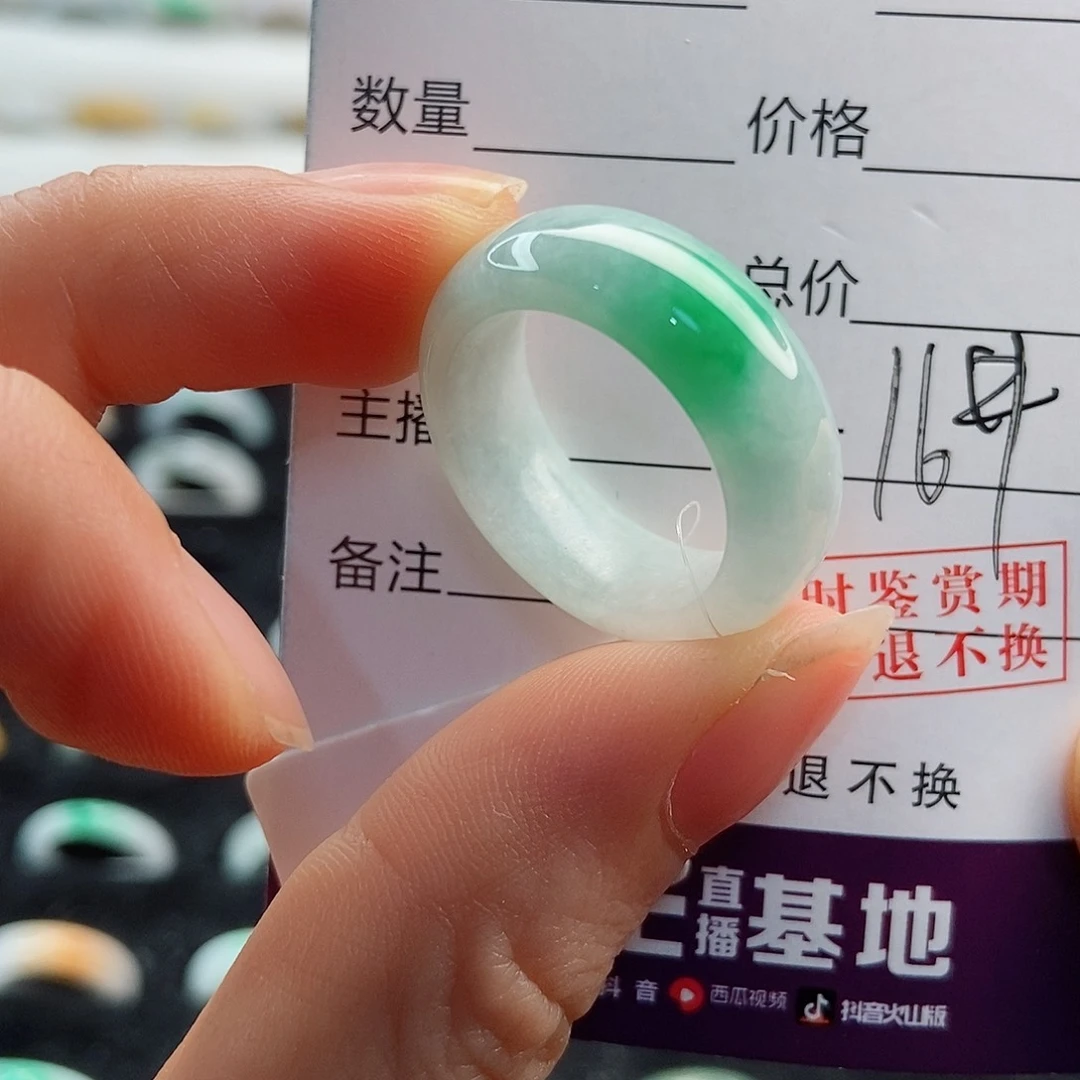 数量 价格
总价
主播
164
备注
时鉴赏期
退不换
退不换
直播基地
抖音 西瓜视频 抖音火山版